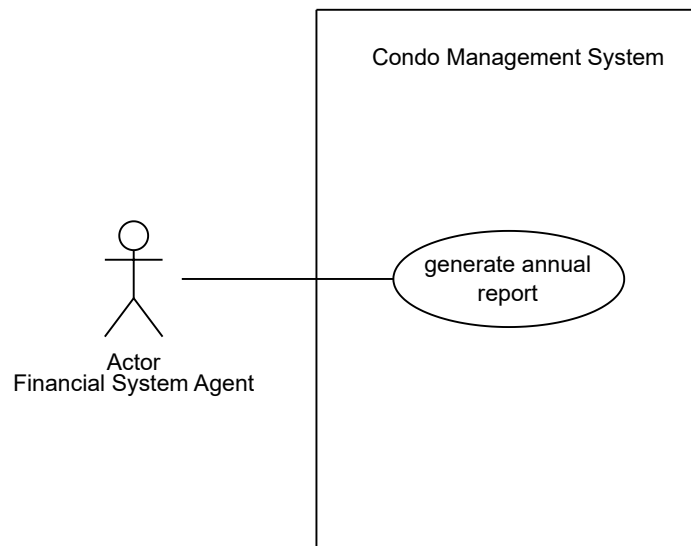 Condo Management System
generate annual
report
Actor
Financial System Agent